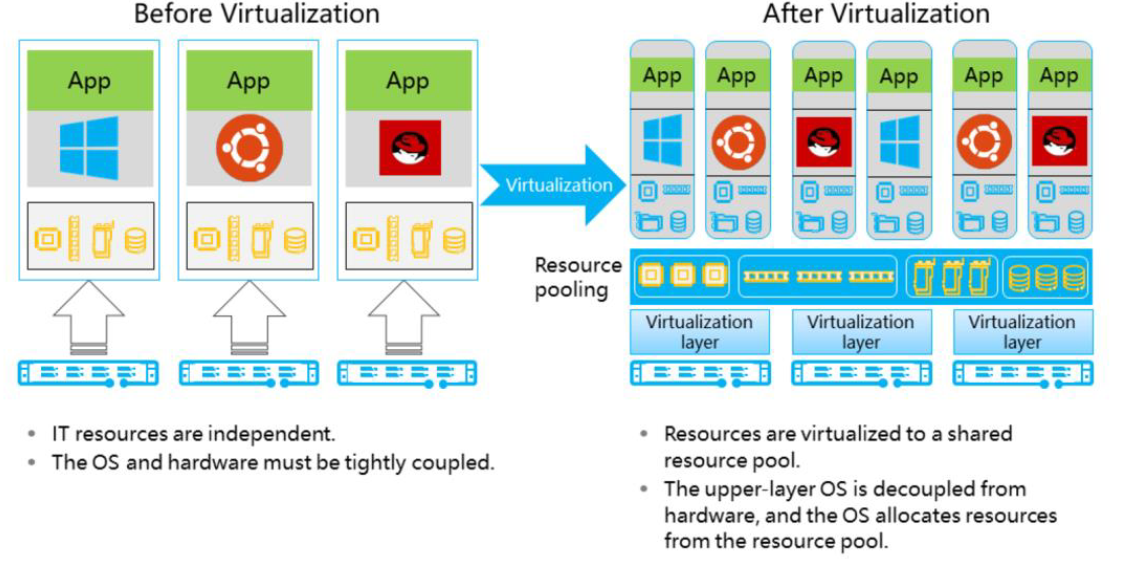 Before Virtualization
After Virtualization
App
App
App
App
App
App
App
App
App
Virtualization
Resource
pooling
Virtualization
layer
Virtualization
layer
Virtualization
layer
• IT resources are independent.
• The OS and hardware must be tightly coupled.
• Resources are virtualized to a shared
resource pool.
• The upper-layer OS is decoupled from
hardware, and the OS allocates resources
from the resource pool.